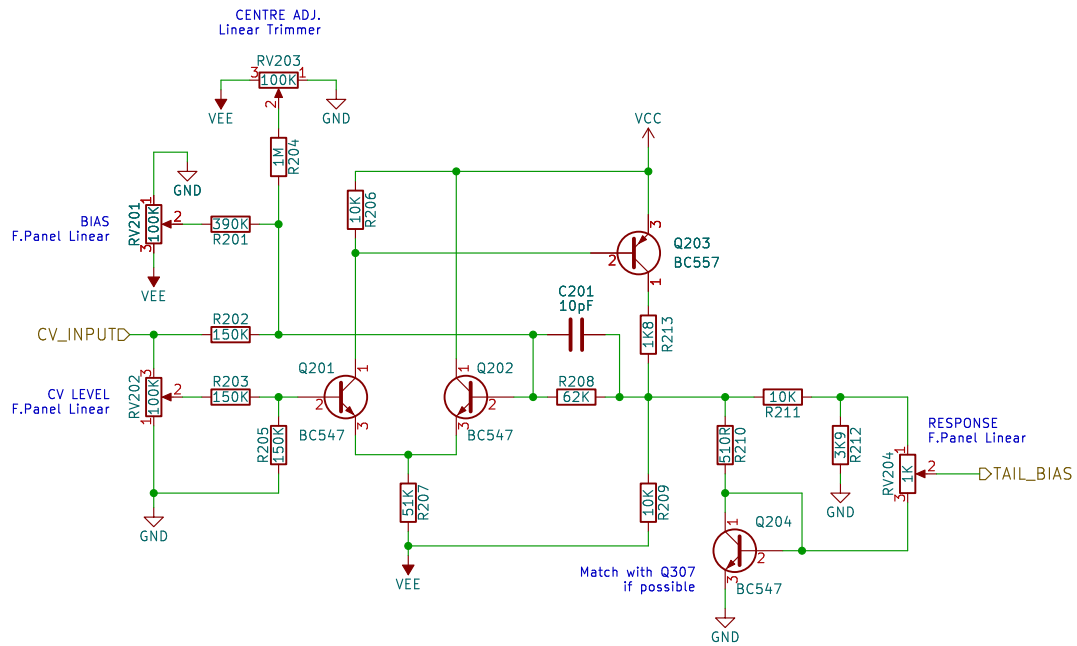 CENTRE ADJ.
Linear Trimmer
RV203
3
100K
1
2
VEE
GND
1M
R204
VCC
GND
BIAS
F.Panel Linear
RV201
1
100K
3
2
390K
R201
VEE
10K
R206
3
Q203
BC557
2
1
C201
10pF
CV_INPUT
R202
150K
1K8
R213
CV LEVEL
F.Panel Linear
RV202
3
100K
1
2
R203
150K
R205
150K
Q201
1
2
3
BC547
Q202
1
2
3
BC547
R208
62K
10K
R211
510R
R210
3K9
R212
GND
RESPONSE
F.Panel Linear
RV204
1
1K
3
2
TAIL_BIAS
GND
51K
R207
10K
R209
VEE
Match with Q307
if possible
1
Q204
2
3
BC547
GND